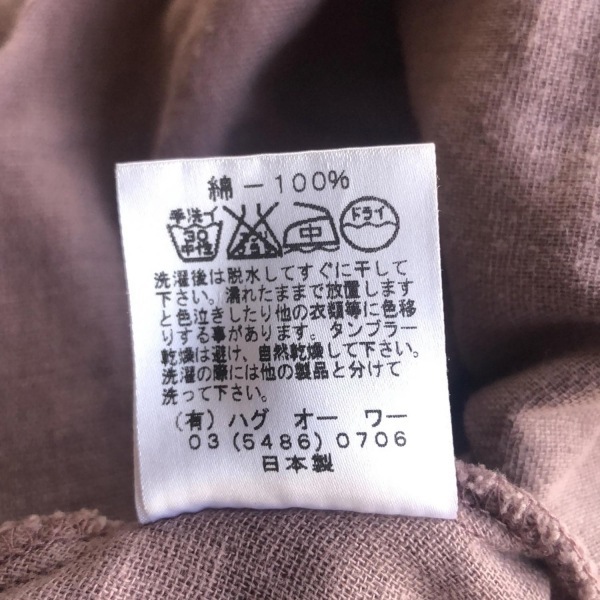 綿－100%
手洗イ 30 中性 エンソサラシ 中 ドライ
洗濯後は脱水してすぐに干して
下さい。濡れたままで放置します
と色泣きしたり他の衣類等に色移
りする事があります。タンブラー
乾燥は避け、自然乾燥して下さい。
洗濯の際には他の製品と分けて
洗って下さい。
（有）ハグ オー ワー
03（5486）0706
日本製